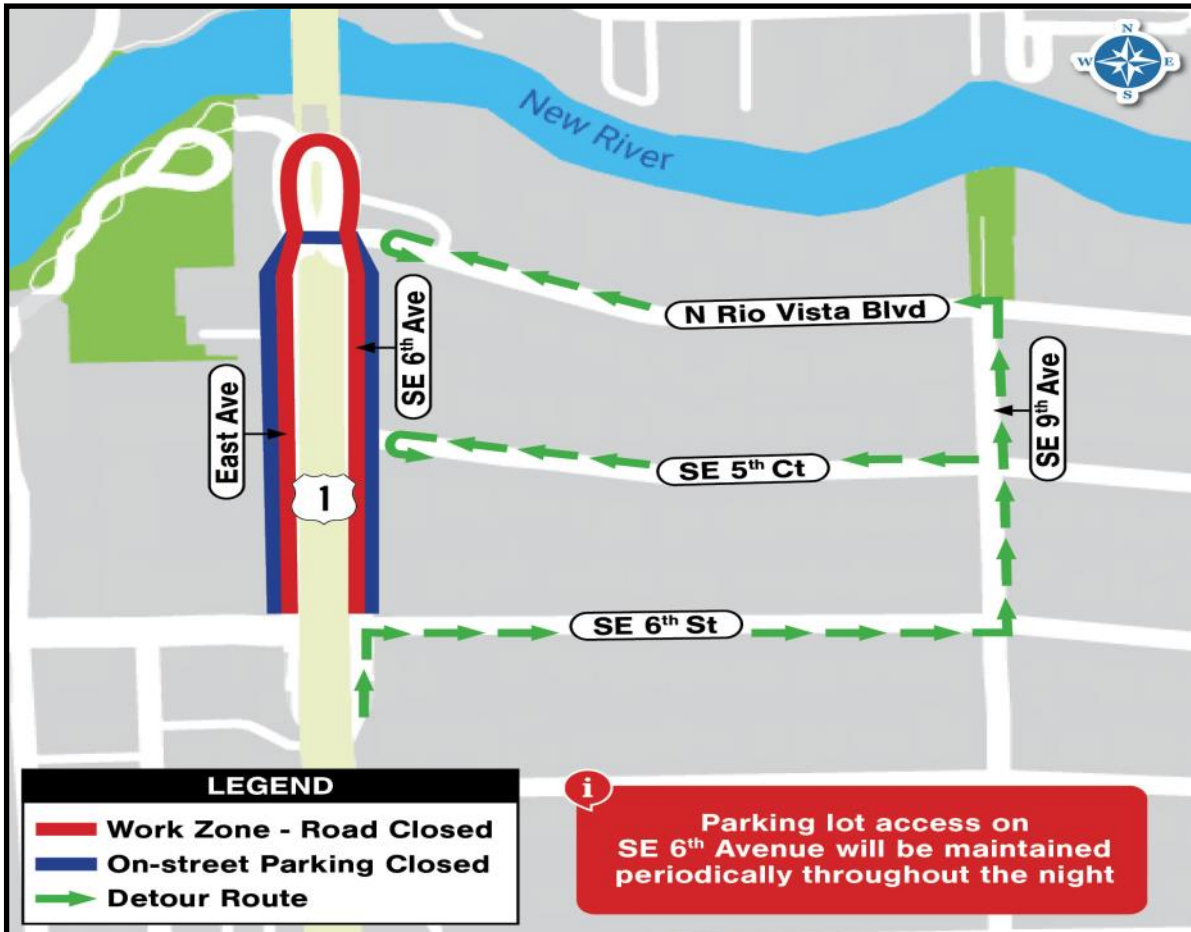 N
W E
S
New River
N Rio Vista Blvd
SE 6th Ave
East Ave
SE 9th Ave
SE 5th Ct
1
SE 6th St
LEGEND
Work Zone - Road Closed
On-street Parking Closed
Detour Route
i
Parking lot access on
SE 6th Avenue will be maintained
periodically throughout the night